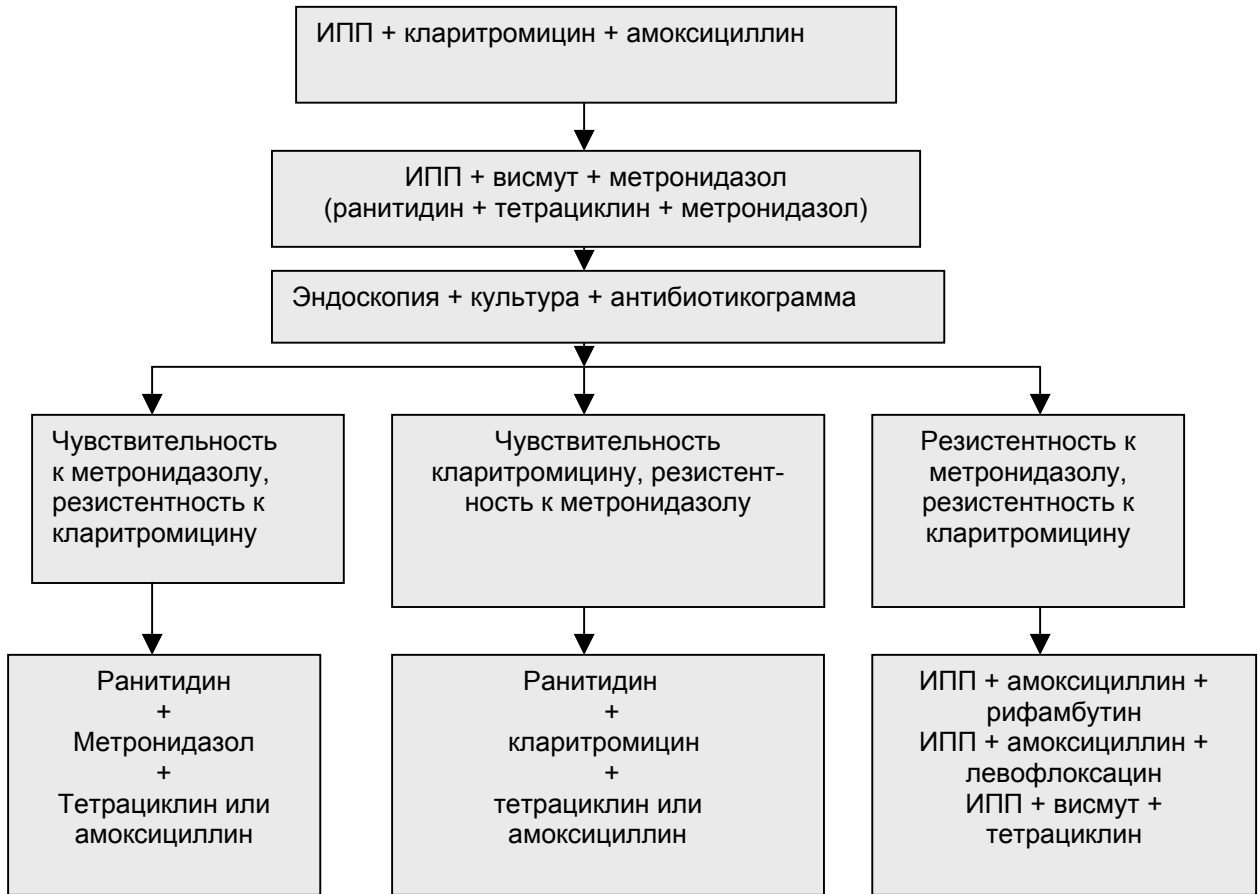 ИПП + кларитромицин + амоксициллин
ИПП + висмут + метронидазол
(ранитидин + тетрациклин + метронидазол)
Эндоскопия + культура + антибиотикограмма
Чувствительность
к метронидазолу,
резистентность к
кларитромицину
Чувствительность
кларитромицину, резистент-
ность к метронидазолу
Резистентность к
метронидазолу,
резистентность к
кларитромицину
Ранитидин
+
Метронидазол
+
Тетрациклин или
амоксициллин
Ранитидин
+
кларитромицин
+
тетрациклин или
амоксициллин
ИПП + амоксициллин +
рифамбутин
ИПП + амоксициллин +
левофлоксацин
ИПП + висмут +
тетрациклин